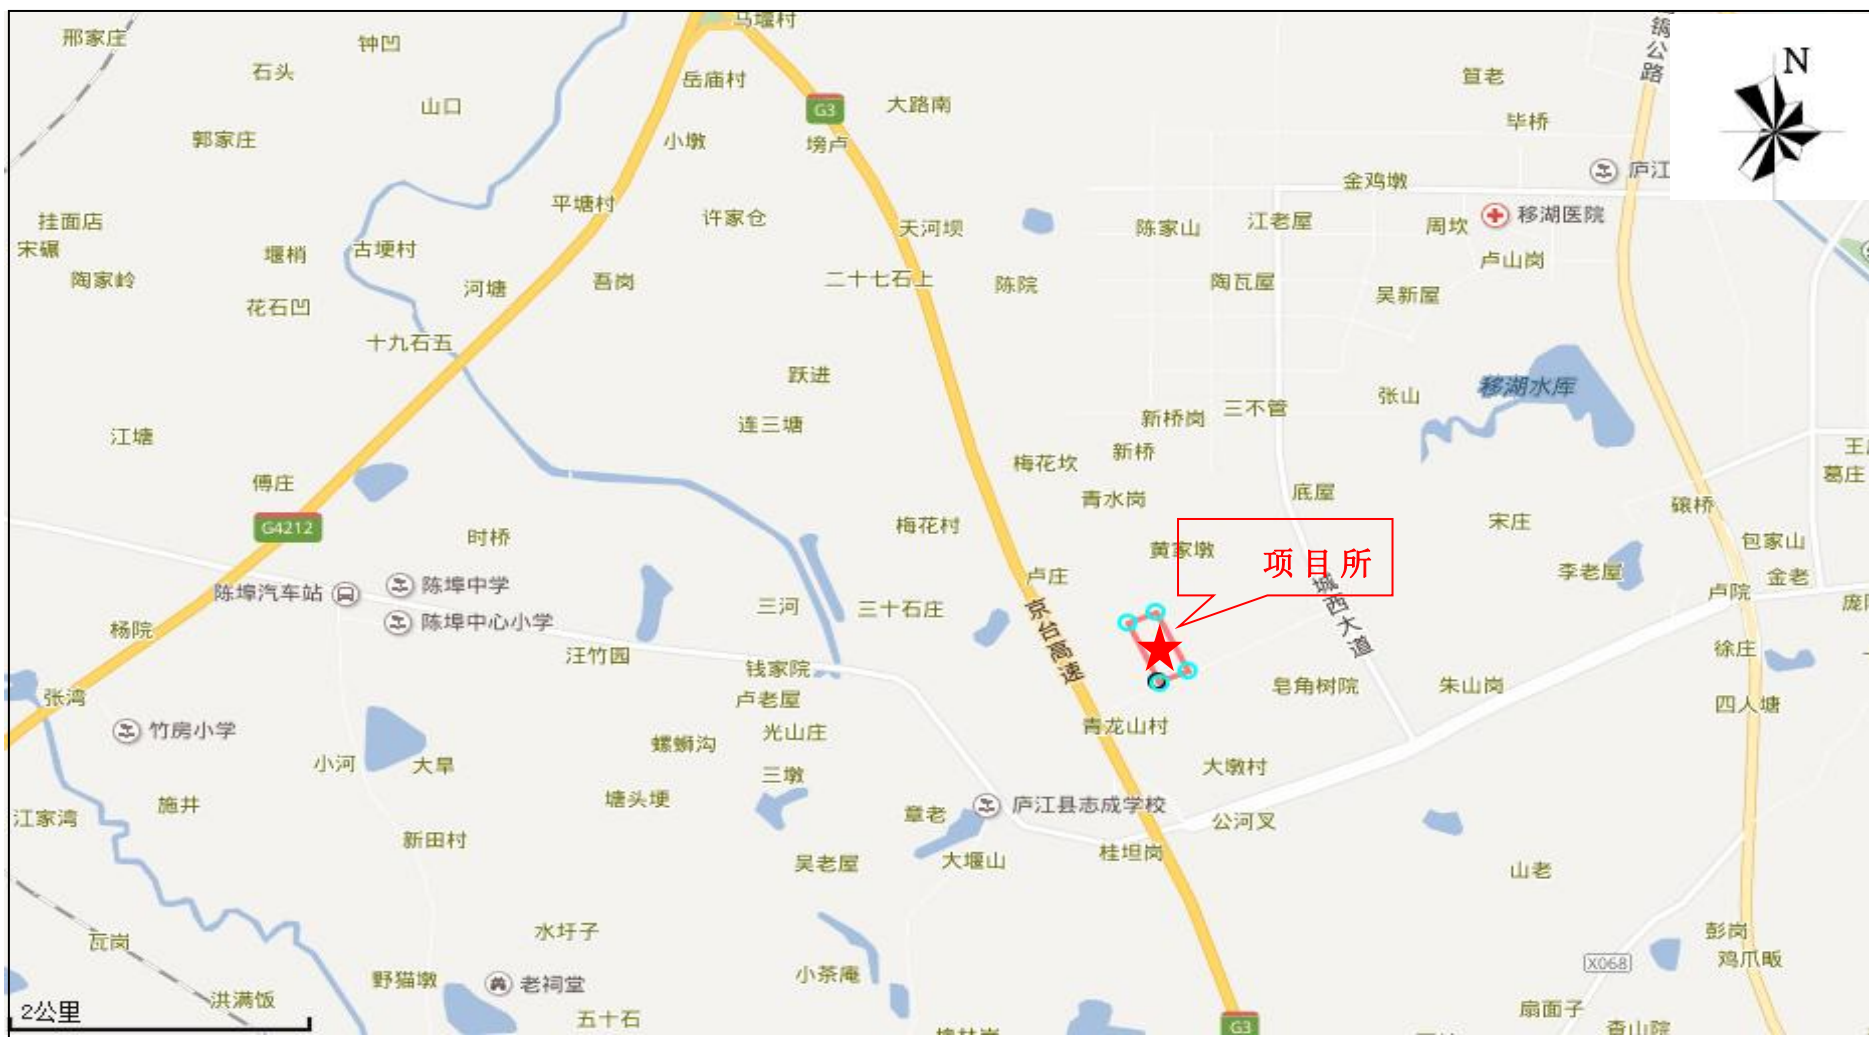 马堰村
邢家庄
钟凹
石头
岳庙村
山口
G3
大路南
笪老
毕桥
N
郭家庄
小墩
塝卢
金鸡墩
庐江
挂面店
平塘村
许家仓
天河坝
陈家山
江老屋
周坎
移湖医院
宋碾
堰梢
古埂村
卢山岗
陶家岭
河塘
吾岗
二十七石上
陈院
陶瓦屋
吴新屋
花石凹
十九石五
跃进
移湖水库
张山
连三塘
新桥岗
三不管
江塘
新桥
梅花坎
王
葛庄
傅庄
青水岗
底屋
磙桥
G4212
时桥
梅花村
宋庄
包家山
黄家墩
项目所
陈埠汽车站
陈埠中学
卢庄
李老屋
金老
卢院
庞
三河
三十石庄
陈埠中心小学
杨院
京台高速
城西大道
汪竹园
钱家院
徐庄
张湾
卢老屋
皂角树院
朱山岗
四人塘
竹房小学
光山庄
青龙山村
螺蛳沟
小河
大旱
三墩
大墩村
塘头埂
施井
江家湾
章老
庐江县志成学校
公河叉
新田村
吴老屋
大堰山
桂坦岗
山老
水圩子
瓦岗
彭岗
X068
鸡爪畈
野猫墩
老祠堂
小茶庵
洪满饭
2公里
五十石
扇面子
G3
香山院